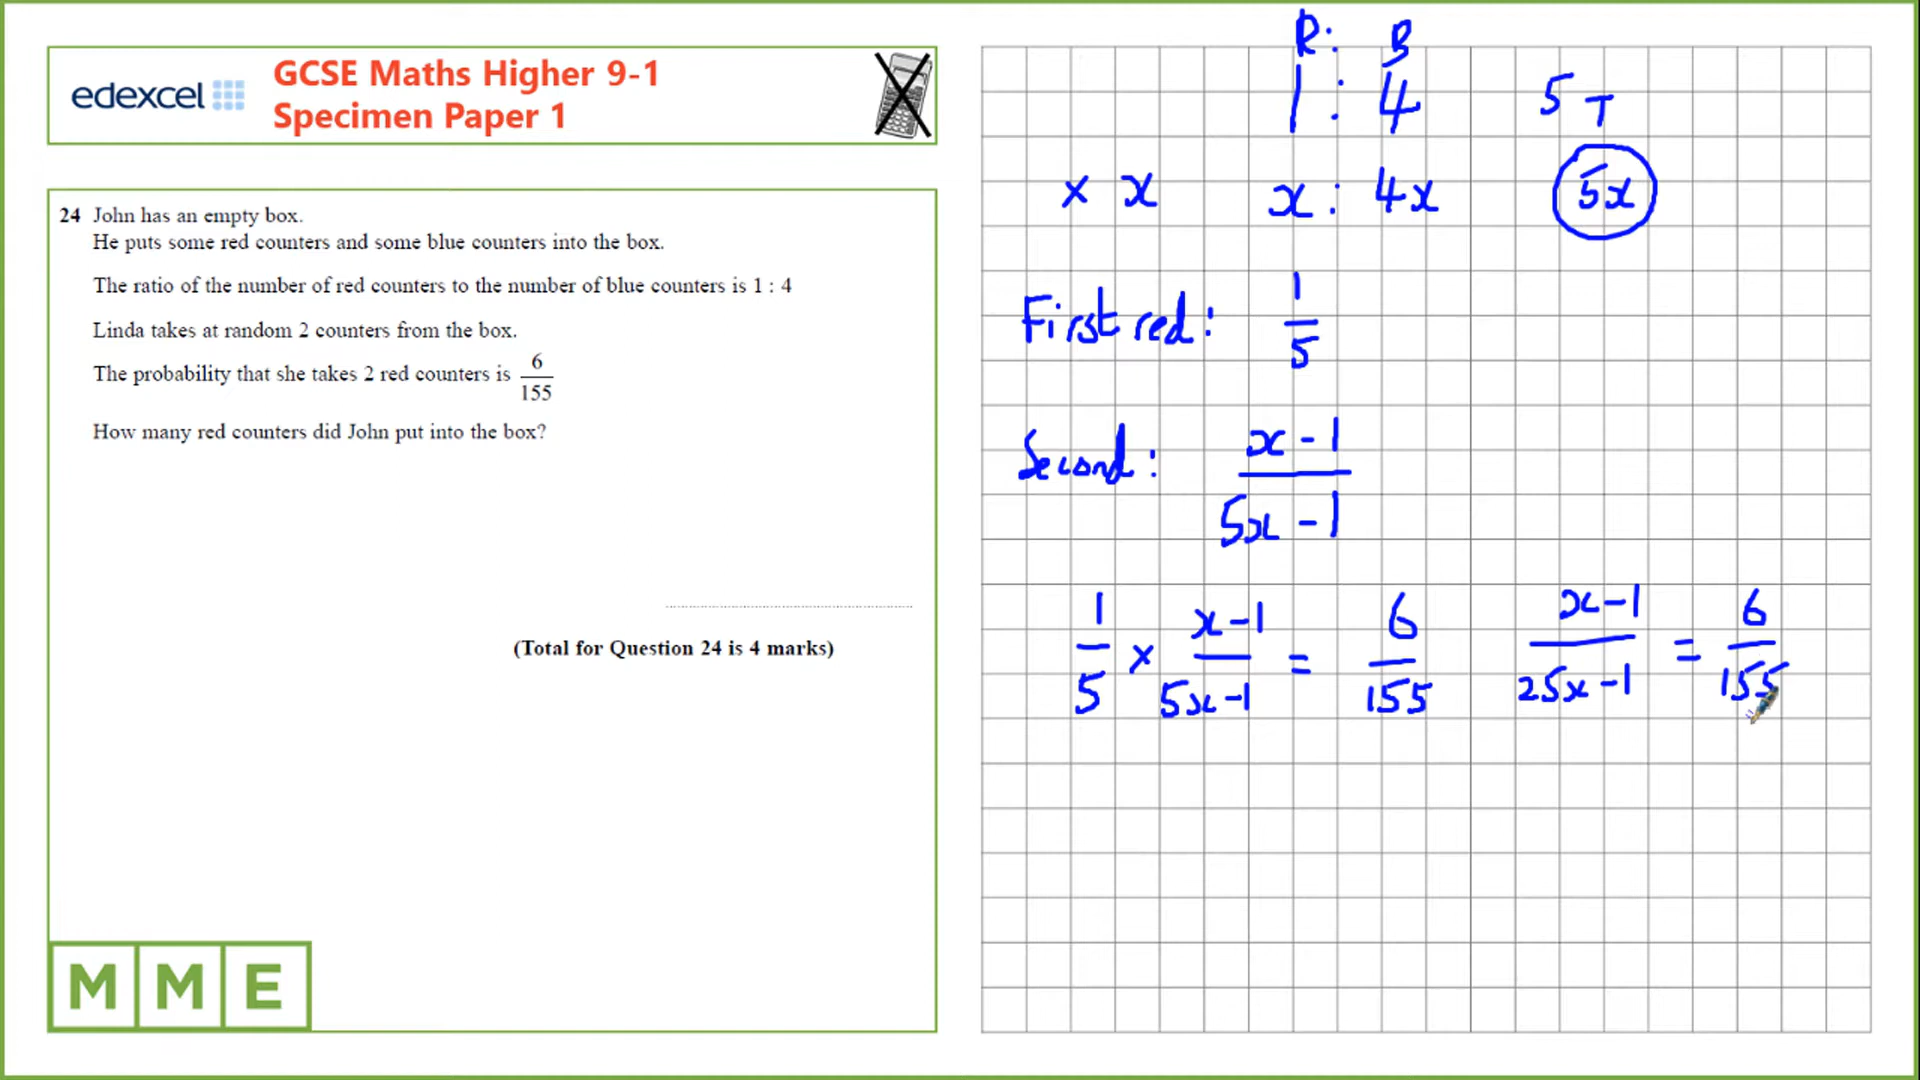 edexcel
GCSE Maths Higher 9-1
Specimen Paper 1
24 John has an empty box.
He puts some red counters and some blue counters into the box.
The ratio of the number of red counters to the number of blue counters is 1 : 4
Linda takes at random 2 counters from the box.
The probability that she takes 2 red counters is 6/155
How many red counters did John put into the box?
(Total for Question 24 is 4 marks)
MME
R : B
1 : 4 5 T
× x x : 4x 5x
First red : 1/5
Second : x - 1 / 5x - 1
1/5 × x-1 / 5x-1 = 6/155 x-1 / 25x-1 = 6/155